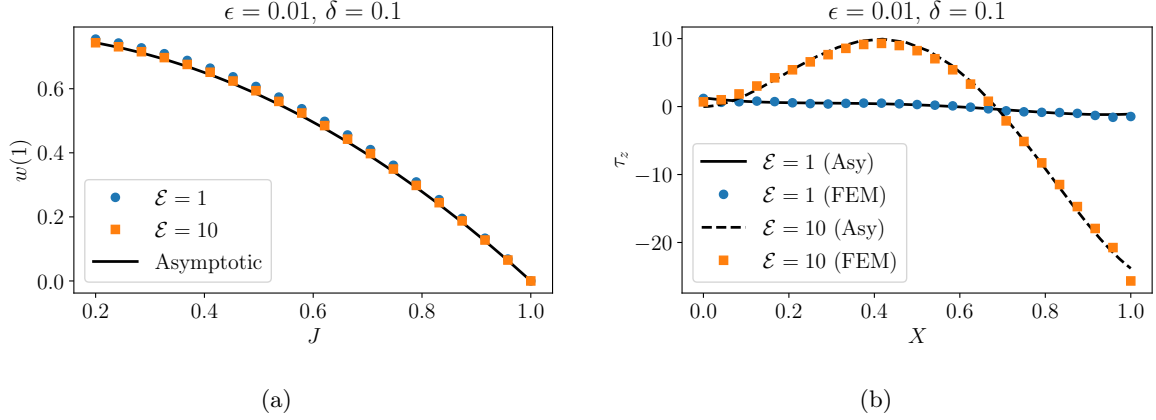 ϵ = 0.01, δ = 0.1
w(1)
0.6
0.4
0.2
0.0
ℰ = 1
ℰ = 10
Asymptotic
0.2 0.4 0.6 0.8 1.0
J
(a)
ϵ = 0.01, δ = 0.1
τ_z
10
0
−10
−20
ℰ = 1 (Asy)
ℰ = 1 (FEM)
ℰ = 10 (Asy)
ℰ = 10 (FEM)
0.0 0.2 0.4 0.6 0.8 1.0
X
(b)